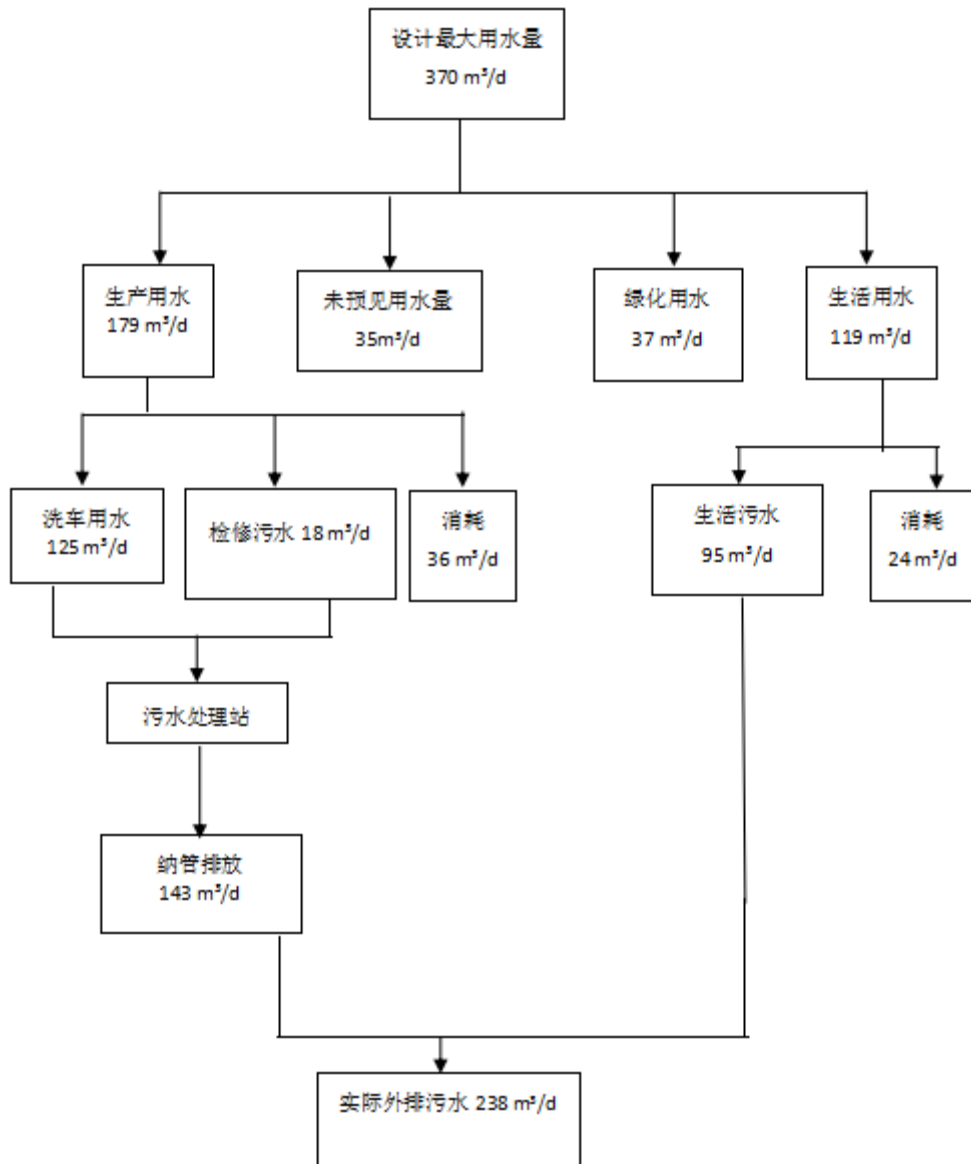 设计最大用水量
370 m³/d
生产用水
179 m³/d
未预见用水量
35m³/d
绿化用水
37 m³/d
生活用水
119 m³/d
洗车用水
125 m³/d
检修污水 18 m³/d
消耗
36 m³/d
生活污水
95 m³/d
消耗
24 m³/d
污水处理站
纳管排放
143 m³/d
实际外排污水 238 m³/d